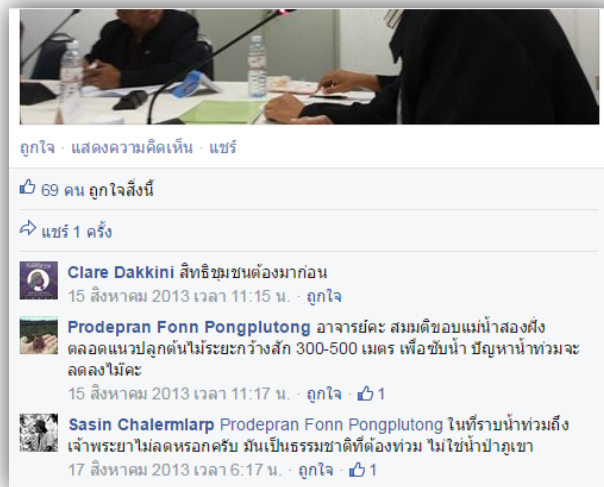 ถูกใจ · แสดงความคิดเห็น · แชร์
69 คน ถูกใจสิ่งนี้
แชร์ 1 ครั้ง
Clare Dakkini สิทธิชุมชนต้องมาก่อน
15 สิงหาคม 2013 เวลา 11:15 น. · ถูกใจ
Prodepran Fonn Pongplutong อาจารย์คะ สมมติขอบแม่น้ำสองฝั่ง
ตลอดแนวปลูกต้นไม้ระยะกว้างสัก 300-500 เมตร เพื่อซับน้ำ ปัญหาน้ำท่วมจะ
ลดลงไม๊คะ
15 สิงหาคม 2013 เวลา 11:17 น. · ถูกใจ · 1
Sasin Chalermlarp Prodepran Fonn Pongplutong ในที่ราบน้ำท่วมถึง
เจ้าพระยาไม่ลดหรอกครับ มันเป็นธรรมชาติที่ต้องท่วม ไม่ใช่น้ำป่าภูเขา
17 สิงหาคม 2013 เวลา 6:17 น. · ถูกใจ · 1